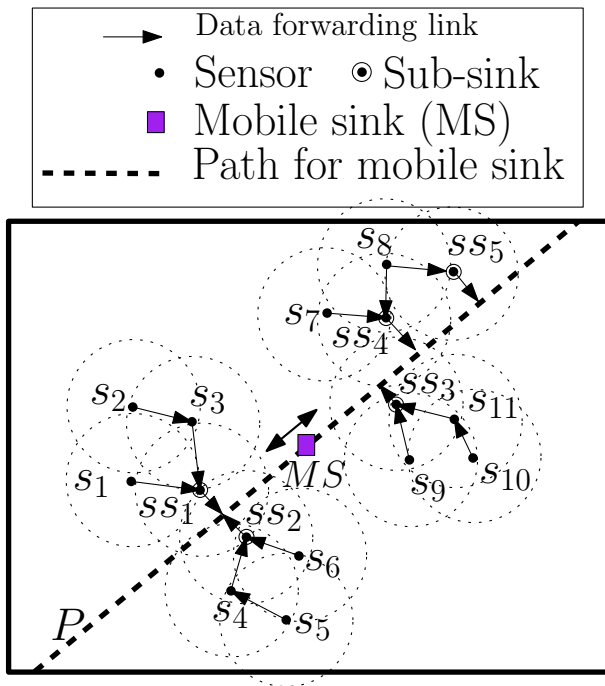 Data forwarding link
Sensor Sub-sink
Mobile sink (MS)
Path for mobile sink
s8 ss5
s7 ss4
ss3 s11
s2 s3
MS s9 s10
s1 ss1 ss2
s6
s4 s5
P